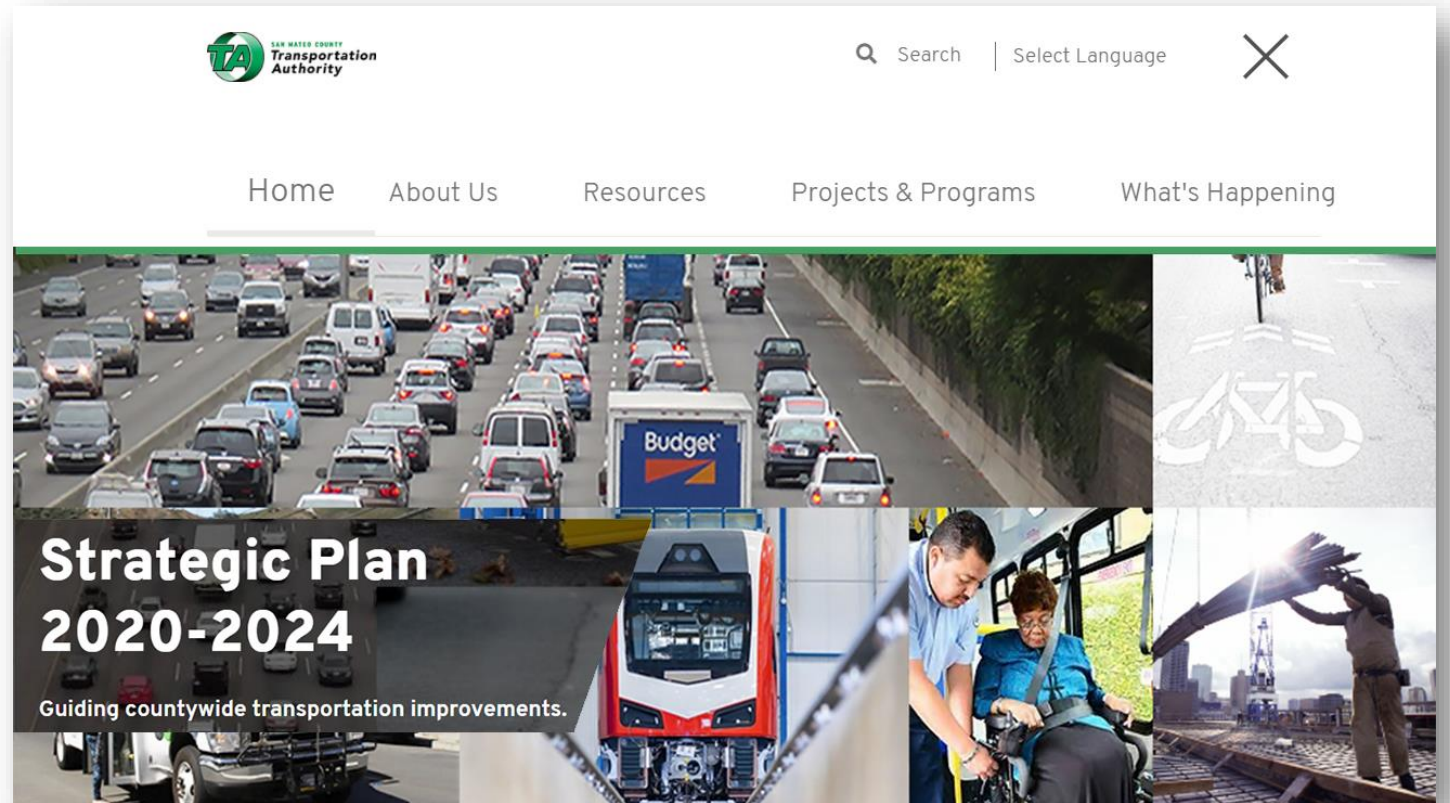 TA
SAN MATEO COUNTY
Transportation
Authority
Search
Select Language
Home
About Us
Resources
Projects & Programs
What's Happening
Budget
Strategic Plan
2020-2024
Guiding countywide transportation improvements.